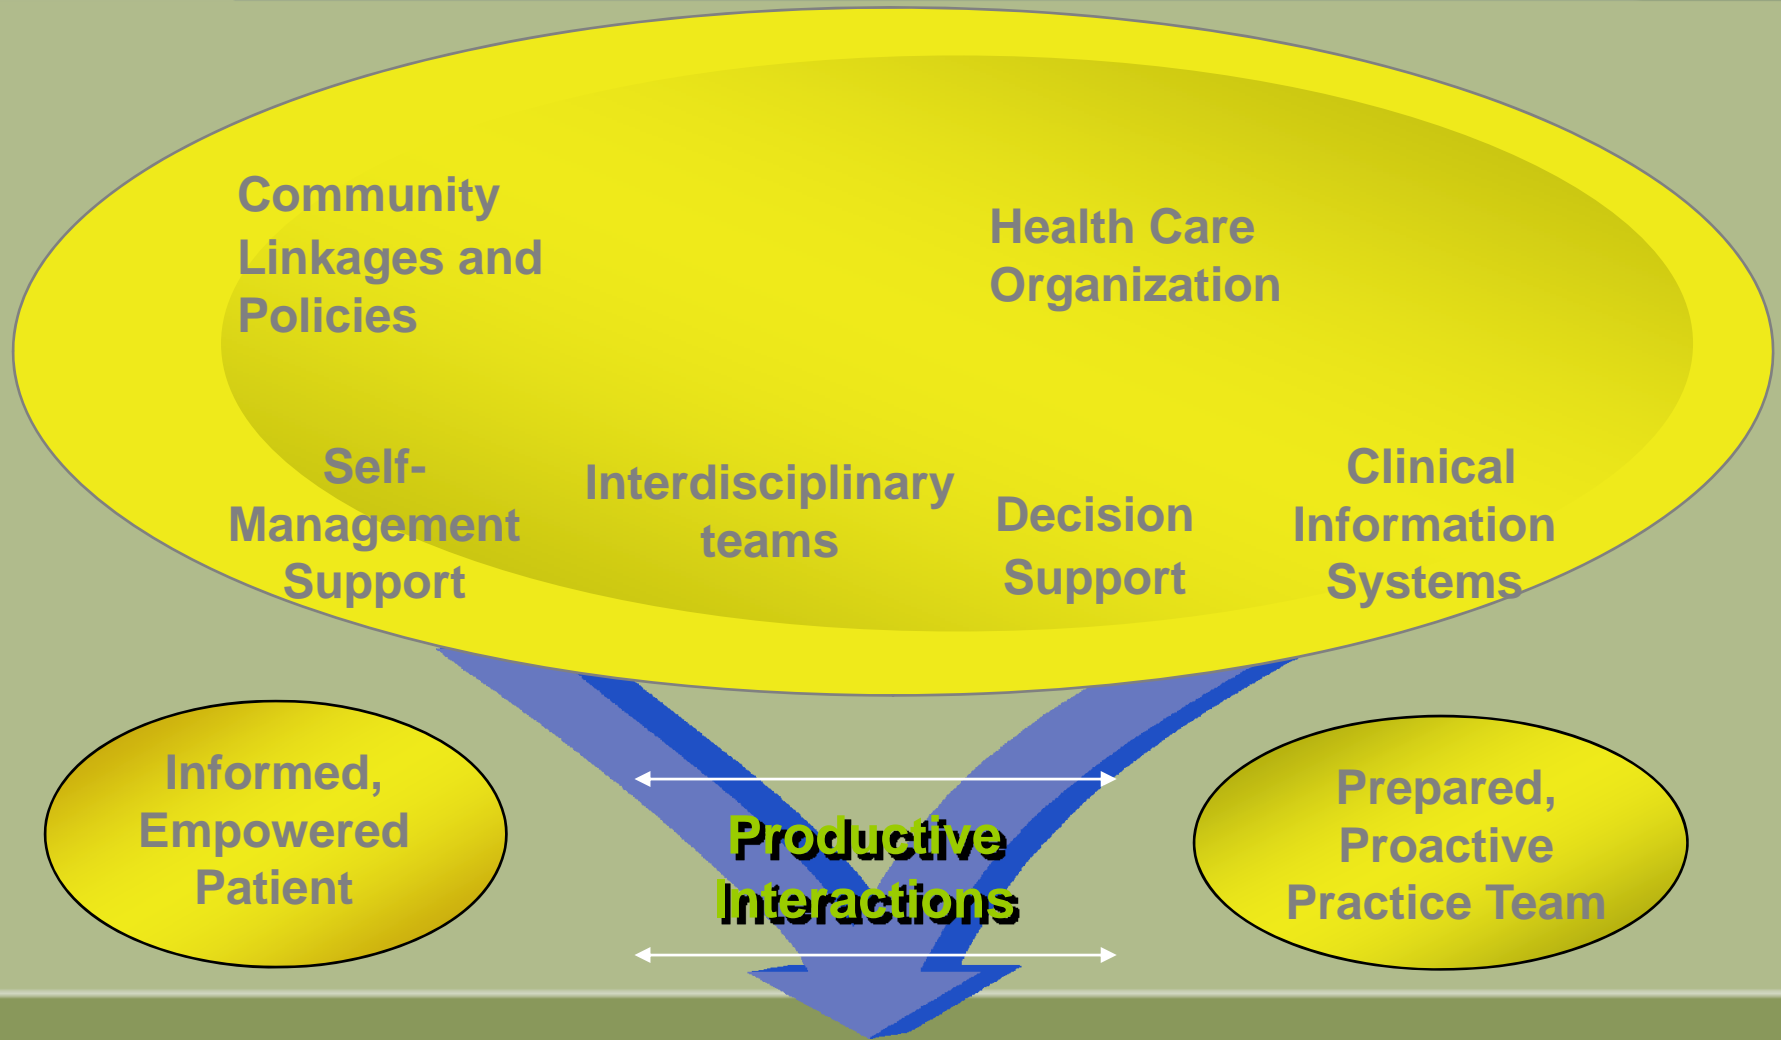 Community
Linkages and
Policies
Health Care
Organization
Self-
Management
Support
Interdisciplinary
teams
Decision
Support
Clinical
Information
Systems
Informed,
Empowered
Patient
Productive
Interactions
Prepared,
Proactive
Practice Team